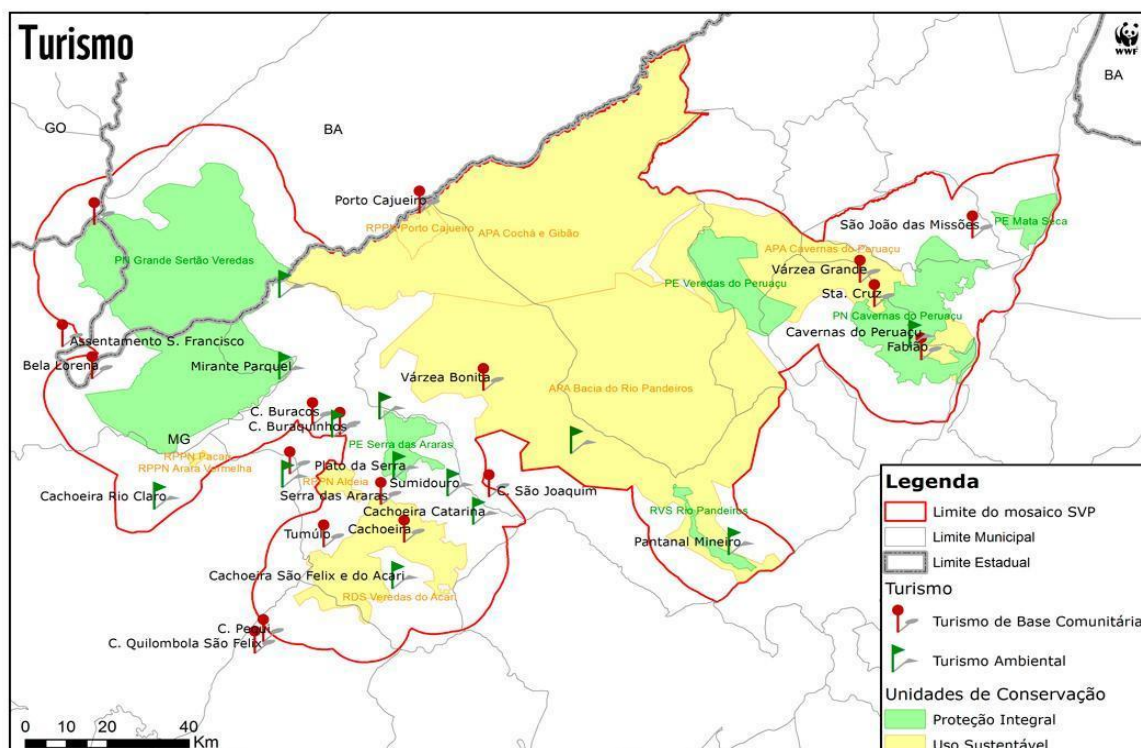 Turismo
WWF
BA
GO
BA
Porto Cajueiro
RPPN Porto Cajueiro
APA Cochá e Gibão
São João das Missões
PE Mata Seca
APA Cavernas do Peruaçu
Várzea Grande
PN Grande Sertão Veredas
PE Veredas do Peruaçu
Sta. Cruz
PN Cavernas do Peruaçu
Cavernas do Peruaçu
Fabião
Assentamento S. Francisco
Bela Lorena
Mirante Parquel
Várzea Bonita
APA Bacia do Rio Pandeiros
C. Buracos
C. Buraquinhos
MG
PE Serra das Araras
RPPN Pacari
RPPN Arara Vermelha
Plato da Serra
RPPN Aldeia
Sumidouro
C. São Joaquim
Cachoeira Rio Claro
Serra das Araras
Cachoeira Catarina
RVS Rio Pandeiros
Tumúlo
Cachoeira
Pantanal Mineiro
Cachoeira São Felix e do Acari
RDS Veredas do Acari
C. Pequi
C. Quilombola São Felix
0 10 20 40
Km
Legenda
Limite do mosaico SVP
Limite Municipal
Limite Estadual
Turismo
Turismo de Base Comunitária
Turismo Ambiental
Unidades de Conservação
Proteção Integral
Uso Sustentável